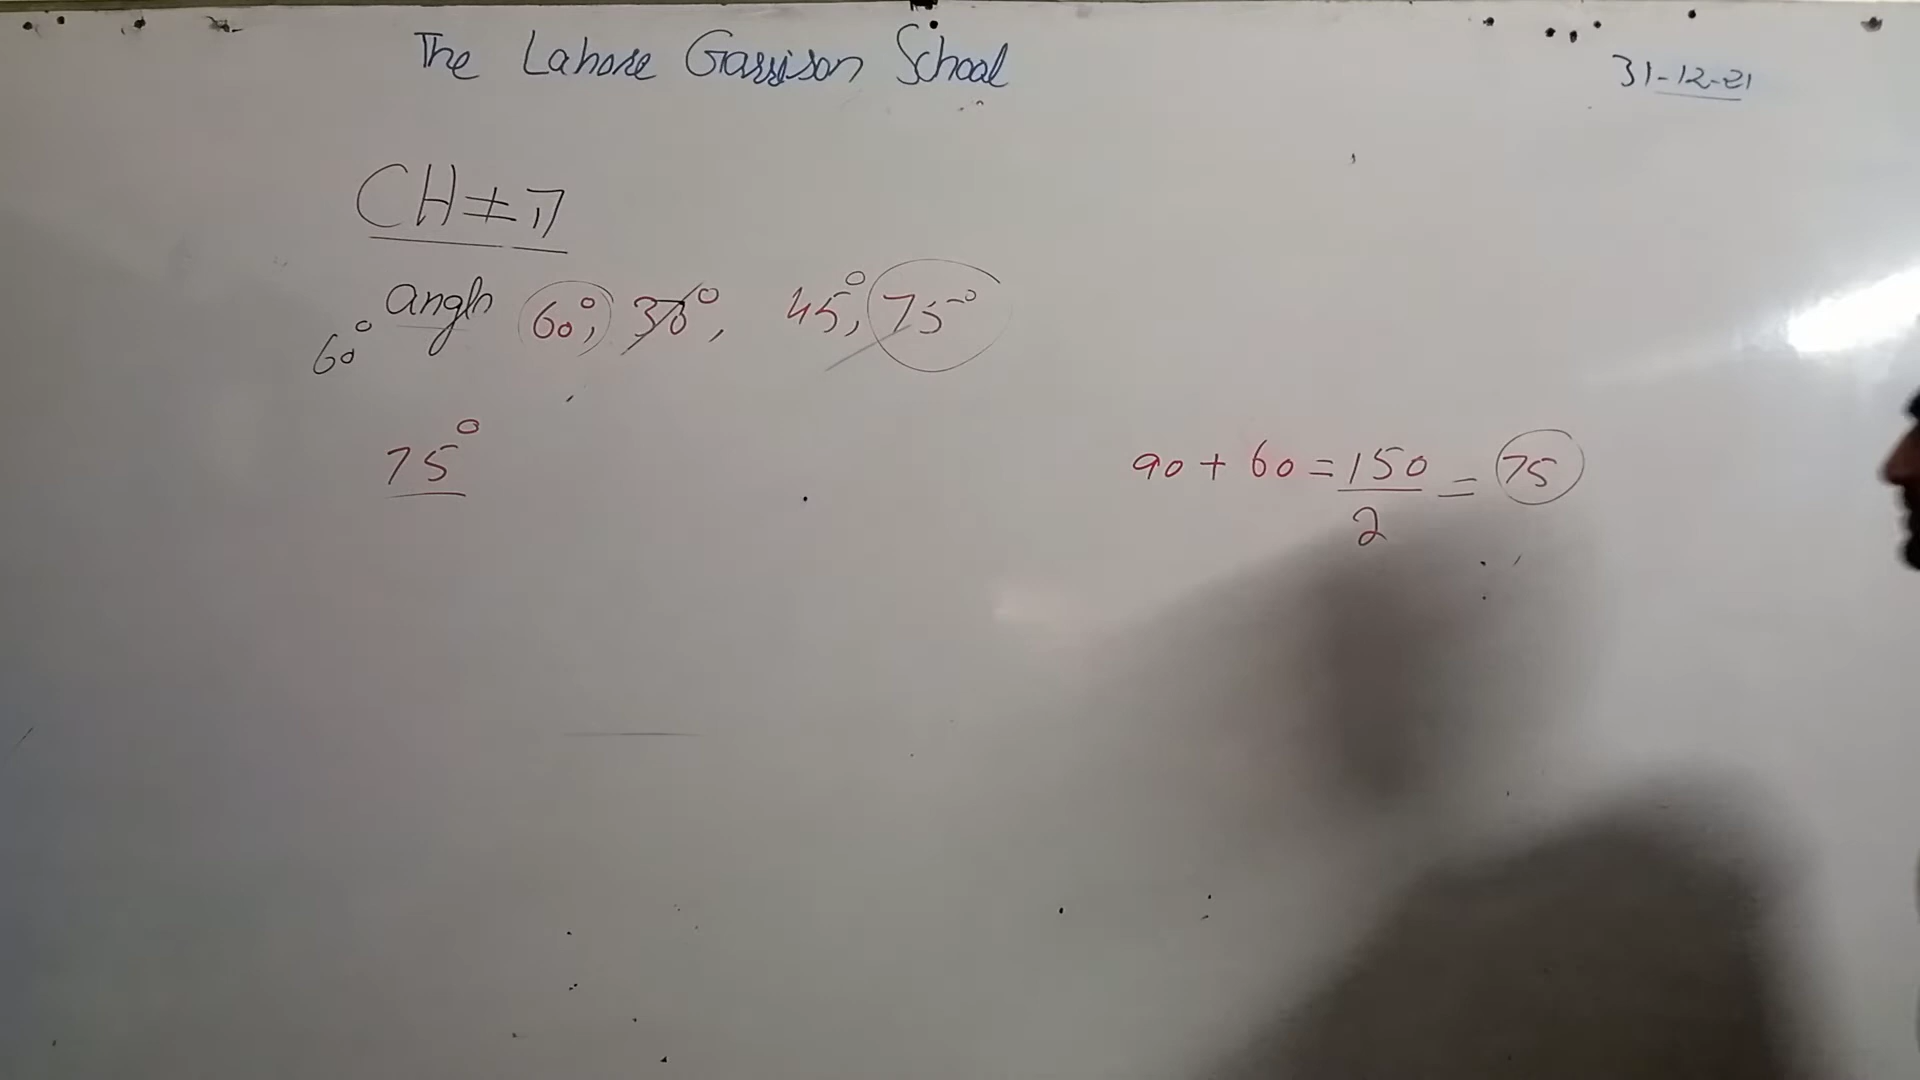 The Lahore Garrison School
31-12-21
CH # 7
angle 60°, 30°, 45°, 75°
60°
75°
90 + 60 = 150/2 = 75